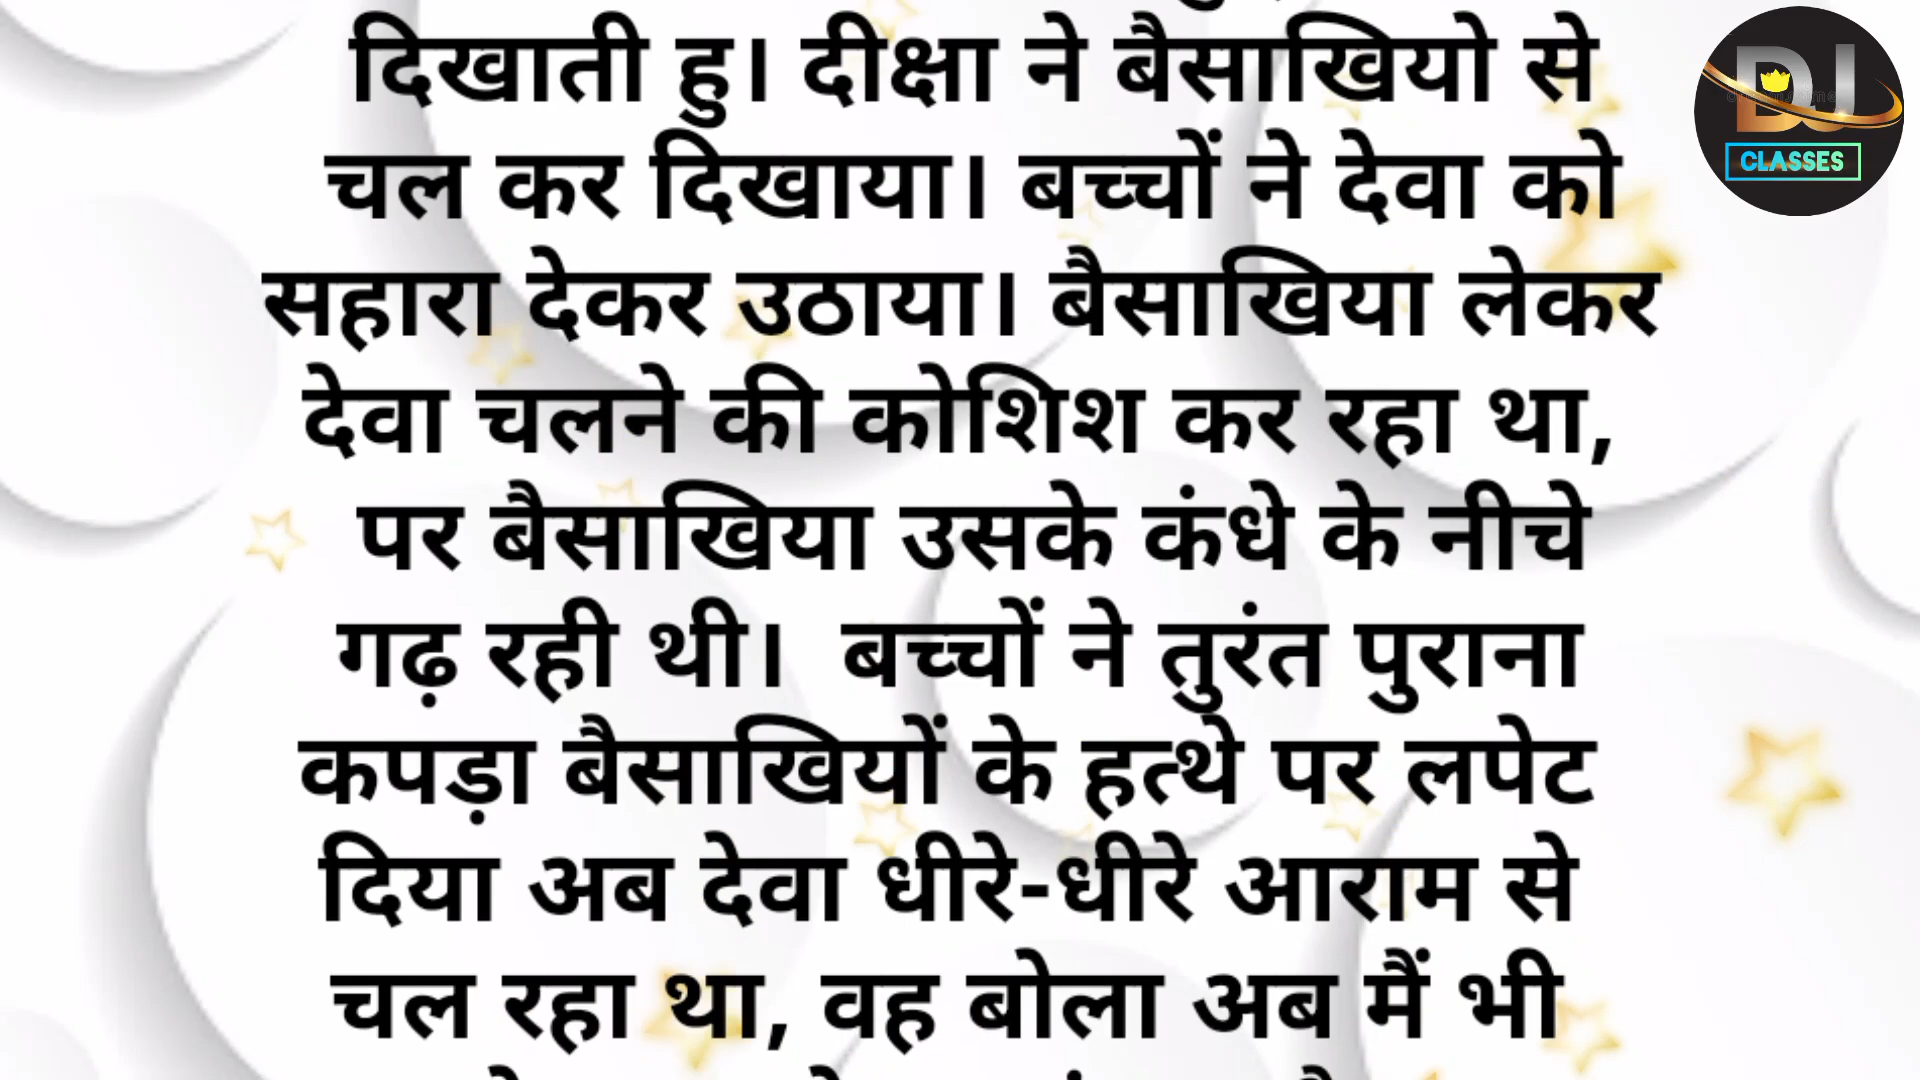 दिखाती हु। दीक्षा ने बैसाखियो से
चल कर दिखाया। बच्चों ने देवा को
सहारा देकर उठाया। बैसाखिया लेकर
देवा चलने की कोशिश कर रहा था,
पर बैसाखिया उसके कंधे के नीचे
गढ़ रही थी। बच्चों ने तुरंत पुराना
कपड़ा बैसाखियों के हत्थे पर लपेट
दिया अब देवा धीरे-धीरे आराम से
चल रहा था, वह बोला अब मैं भी
DJ
CLASSES